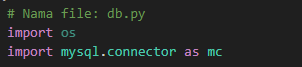 # Nama file: db.py
import os
import mysql.connector as mc